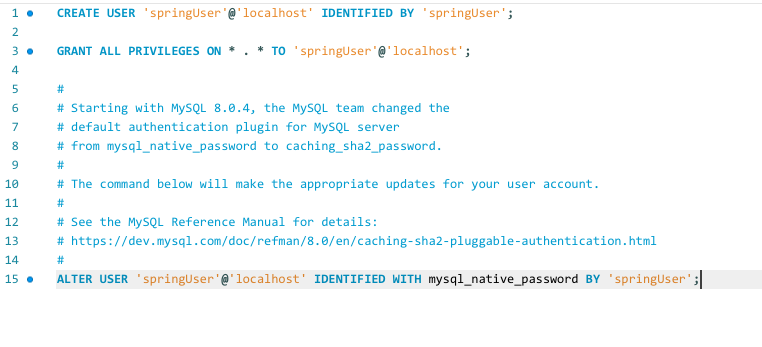 1 CREATE USER 'springUser'@'localhost' IDENTIFIED BY 'springUser';
2
3 GRANT ALL PRIVILEGES ON * . * TO 'springUser'@'localhost';
4
5 #
6 # Starting with MySQL 8.0.4, the MySQL team changed the
7 # default authentication plugin for MySQL server
8 # from mysql_native_password to caching_sha2_password.
9 #
10 # The command below will make the appropriate updates for your user account.
11 #
12 # See the MySQL Reference Manual for details:
13 # https://dev.mysql.com/doc/refman/8.0/en/caching-sha2-pluggable-authentication.html
14 #
15 ALTER USER 'springUser'@'localhost' IDENTIFIED WITH mysql_native_password BY 'springUser';